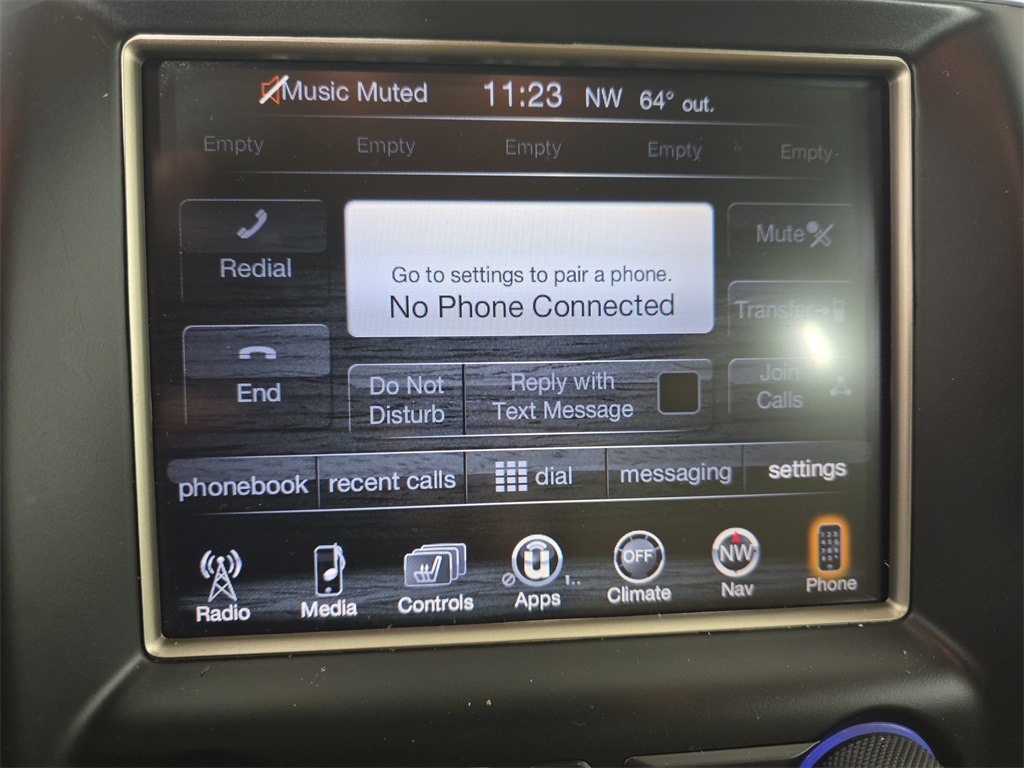 Music Muted 11:23 NW 64° out.
Empty Empty Empty Empty Empty
Redial
Go to settings to pair a phone.
No Phone Connected
Mute
Transfer
End
Do Not
Disturb
Reply with
Text Message
Join
Calls
phonebook recent calls dial messaging settings
OFF NW
Radio Media Controls Apps 1.. Climate Nav Phone